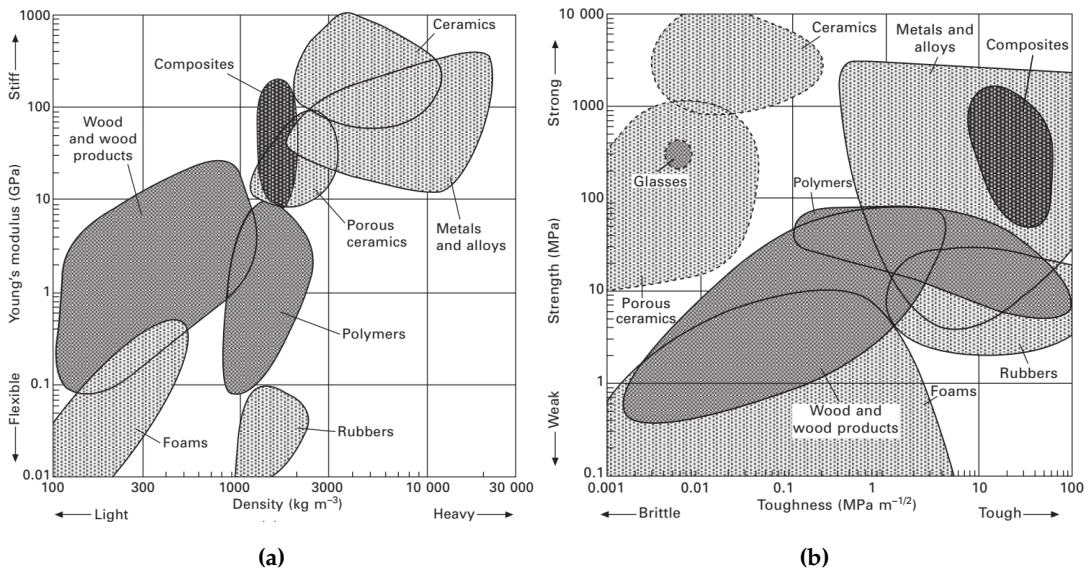 1000
100
10
1
0.1
0.01
Stiff
Young's modulus (GPa)
Flexible
Ceramics
Composites
Wood
and wood
products
Porous
ceramics
Metals
and alloys
Polymers
Foams
Rubbers
100
300
1000
3000
10 000
30 000
Density (kg m⁻³)
Light
Heavy
(a)
10 000
1000
100
10
1
0.1
Strong
Strength (MPa)
Weak
Ceramics
Metals and
alloys
Composites
Glasses
Polymers
Porous
ceramics
Rubbers
Foams
Wood and
wood products
0.001
0.01
0.1
1
10
100
Toughness (MPa m⁻¹/²)
Brittle
Tough
(b)